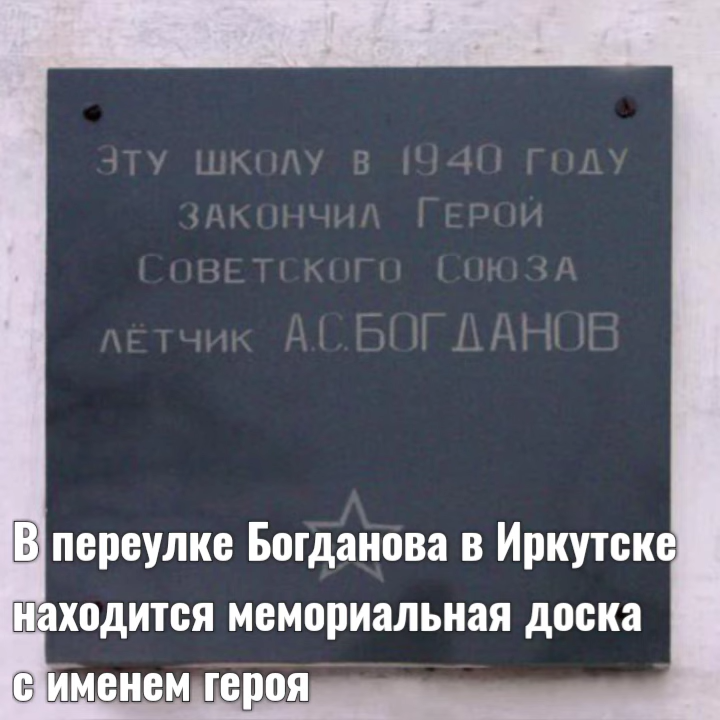 Эту школу в 1940 году
закончил Герой
Советского Союза
лётчик А.С.БОГДАНОВ
В переулке Богданова в Иркутске
находится мемориальная доска
с именем героя